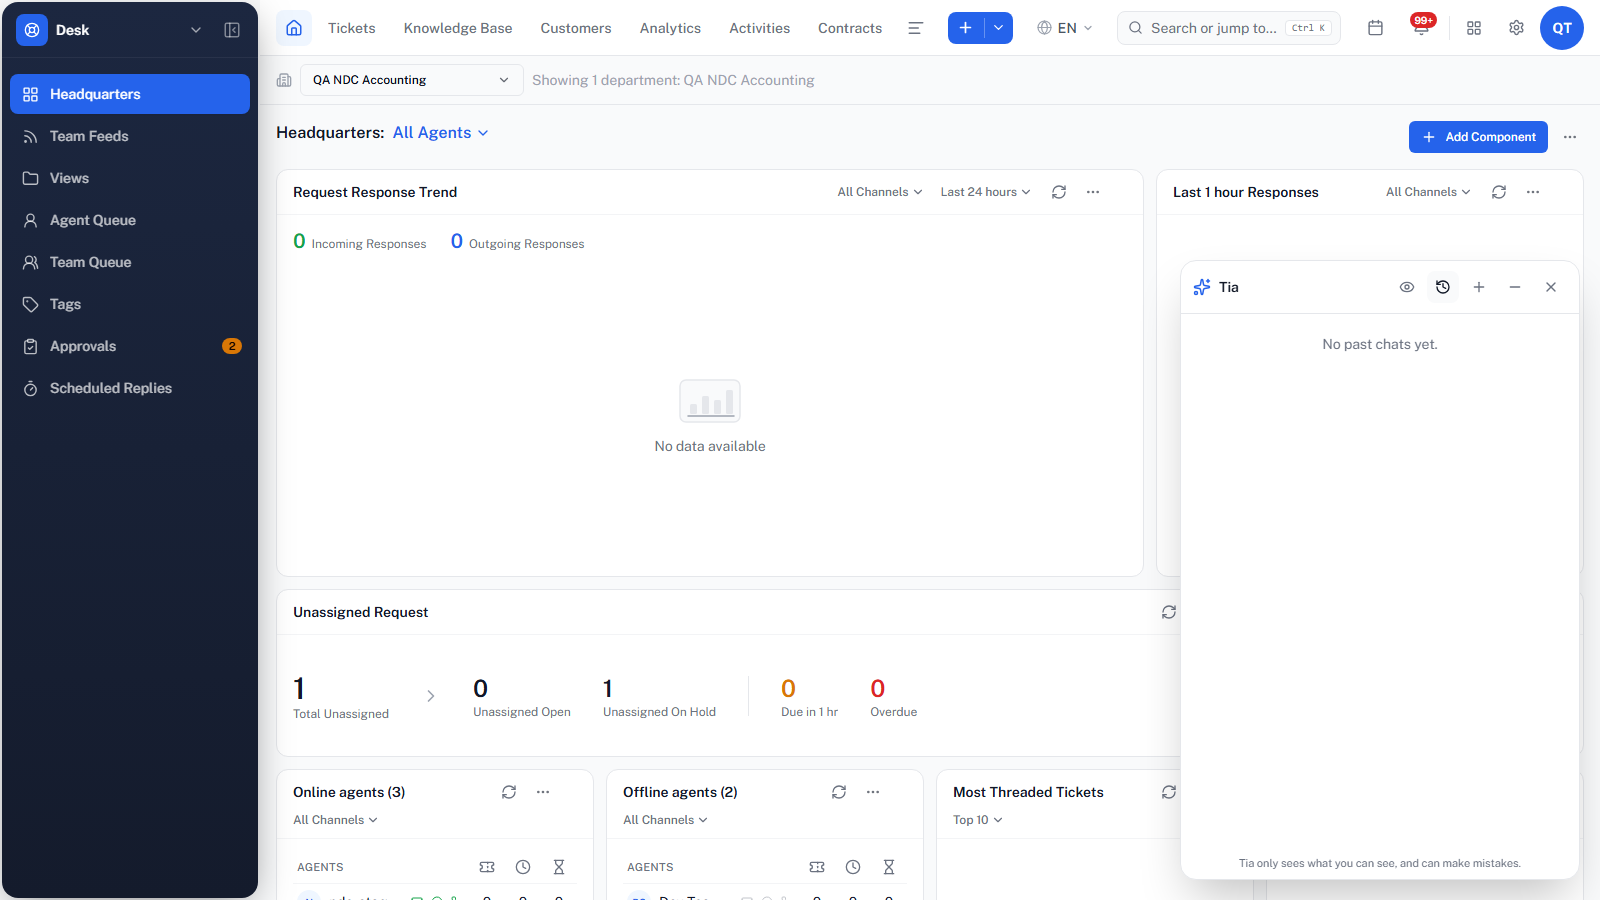 Desk
Headquarters
Team Feeds
Views
Agent Queue
Team Queue
Tags
Approvals 2
Scheduled Replies
Tickets Knowledge Base Customers Analytics Activities Contracts
EN
Search or jump to... Ctrl K
99+
QT
QA NDC Accounting
Showing 1 department: QA NDC Accounting
Headquarters: All Agents
Add Component
Request Response Trend All Channels Last 24 hours
0 Incoming Responses 0 Outgoing Responses
No data available
Last 1 hour Responses All Channels
Tia
No past chats yet.
Tia only sees what you can see, and can make mistakes.
Unassigned Request
1 0 1 0 0
Total Unassigned Unassigned Open Unassigned On Hold Due in 1 hr Overdue
Online agents (3)
All Channels
AGENTS
Offline agents (2)
All Channels
AGENTS
Most Threaded Tickets
Top 10